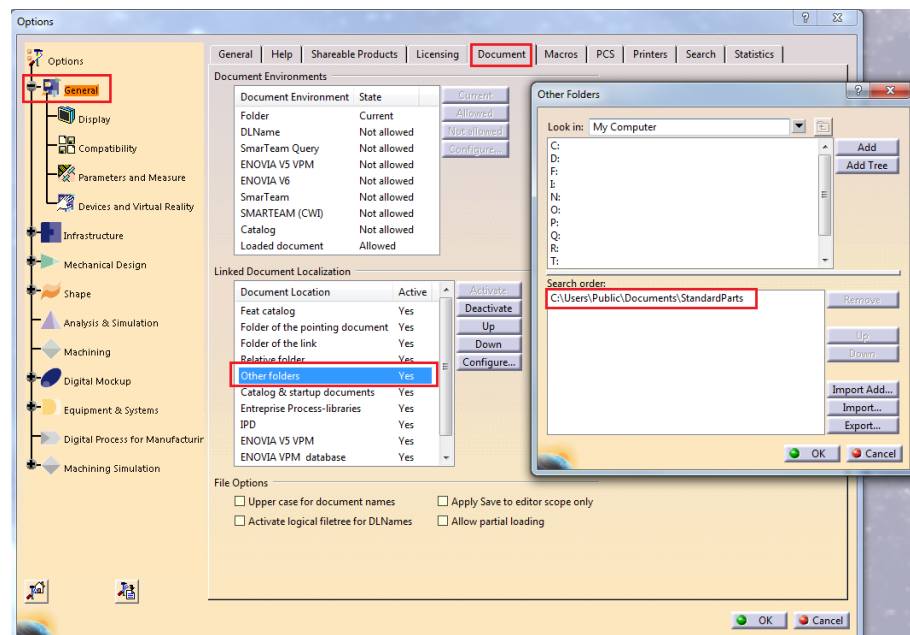 Options
Options
General
Display
Compatibility
Parameters and Measure
Devices and Virtual Reality
Infrastructure
Mechanical Design
Shape
Analysis & Simulation
Machining
Digital Mockup
Equipment & Systems
Digital Process for Manufacturir
Machining Simulation
General Help Shareable Products Licensing Document Macros PCS Printers Search Statistics
Document Environments
Document Environment State
Folder Current
DLName Not allowed
SmarTeam Query Not allowed
ENOVIA V5 VPM Not allowed
ENOVIA V6 Not allowed
SmarTeam Not allowed
SMARTEAM (CWI) Not allowed
Catalog Not allowed
Loaded document Allowed
Current
Allowed
Not allowed
Configure...
Linked Document Localization
Document Location Active
Feat catalog Yes
Folder of the pointing document Yes
Folder of the link Yes
Relative folder Yes
Other folders Yes
Catalog & startup documents Yes
Entreprise Process-libraries Yes
IPD Yes
ENOVIA V5 VPM Yes
ENOVIA VPM database Yes
Activate
Deactivate
Up
Down
Configure...
File Options
Upper case for document names
Apply Save to editor scope only
Activate logical filetree for DLNames
Allow partial loading
OK Cancel
Other Folders
Look in: My Computer
C:
D:
F:
I:
N:
O:
P:
Q:
R:
T:
Add
Add Tree
Search order:
C:\Users\Public\Documents\StandardParts
Remove
Up
Down
Import Add...
Import...
Export...
OK Cancel